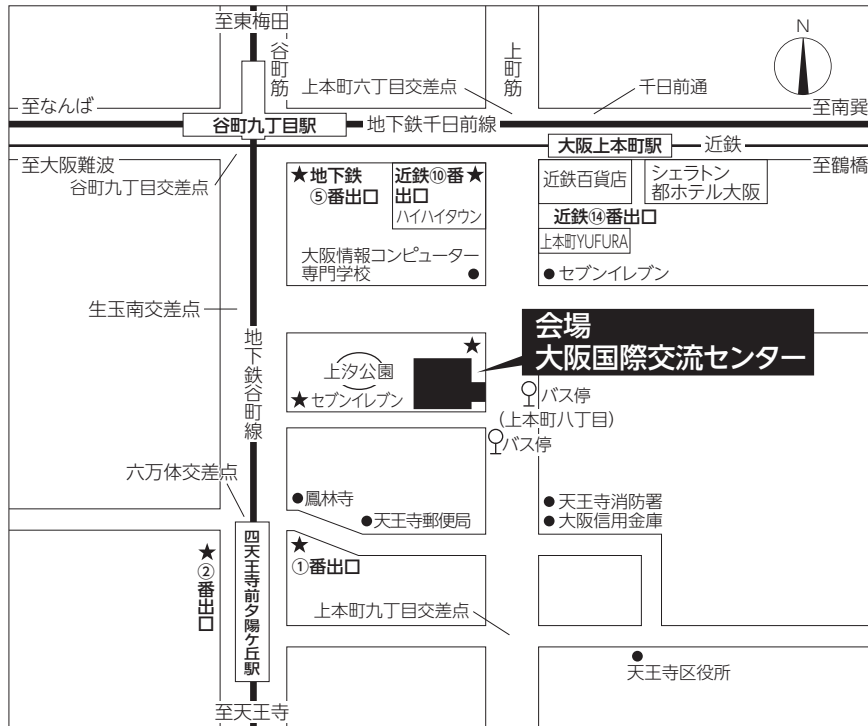 至東梅田
谷町筋
上町筋
N
上本町六丁目交差点
千日前通
至なんば
至南巽
谷町九丁目駅
地下鉄千日前線
大阪上本町駅
近鉄
至大阪難波
至鶴橋
谷町九丁目交差点
★地下鉄
⑤番出口
近鉄⑩番★
出口
ハイハイタウン
近鉄百貨店
シェラトン
都ホテル大阪
近鉄⑭番出口
上本町YUFURA
大阪情報コンピューター
専門学校
セブンイレブン
生玉南交差点
地下鉄谷町線
会場
大阪国際交流センター
★
上汐公園
★セブンイレブン
バス停
(上本町八丁目)
バス停
六万体交差点
鳳林寺
天王寺郵便局
天王寺消防署
大阪信用金庫
★
②番出口
四天王寺前夕陽ケ丘駅
★
①番出口
上本町九丁目交差点
天王寺区役所
至天王寺